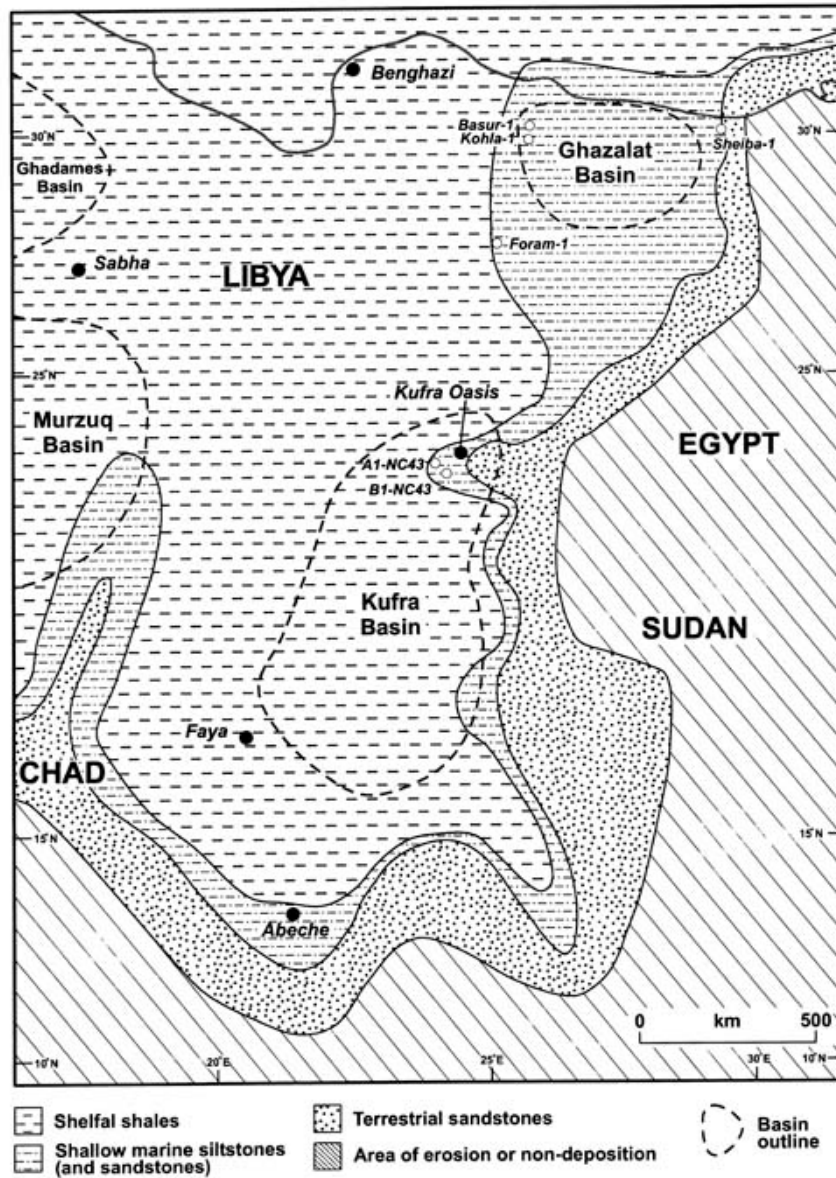 Benghazi
30°N
Basur-1
Kohla-1
Ghazalat
Basin
Sheiba-1
30°N
Ghadames
Basin
Foram-1
Sabha
LIBYA
25°N
25°N
Kufra Oasis
Murzuq
Basin
EGYPT
A1-NC43
B1-NC43
Kufra
Basin
SUDAN
Faya
CHAD
15°N
15°N
Abeche
0 km 500
10°N
20°E
25°E
30°E
10°N
Shelfal shales
Shallow marine siltstones
(and sandstones)
Terrestrial sandstones
Area of erosion or non-deposition
Basin
outline